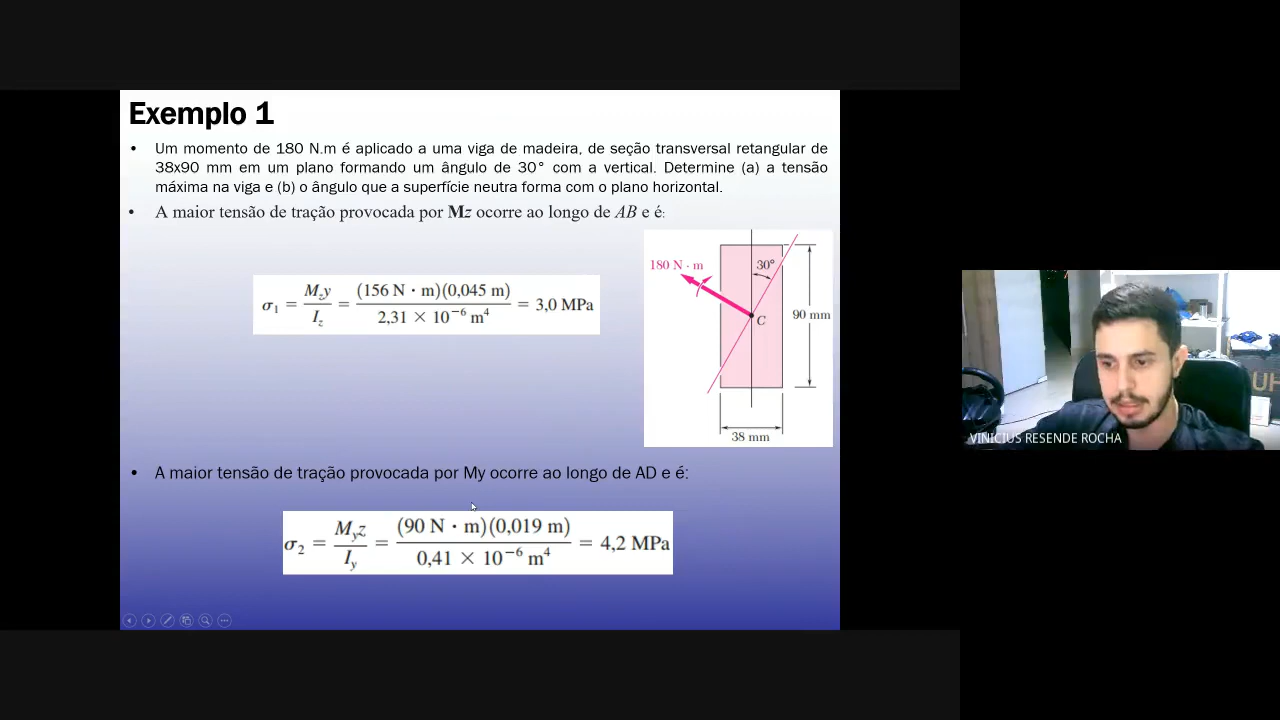 Exemplo 1
• Um momento de 180 N.m é aplicado a uma viga de madeira, de seção transversal retangular de
38x90 mm em um plano formando um ângulo de 30° com a vertical. Determine (a) a tensão
máxima na viga e (b) o ângulo que a superfície neutra forma com o plano horizontal.
• A maior tensão de tração provocada por Mz ocorre ao longo de AB e é:
σ₁ = M_z y / I_z = (156 N · m)(0,045 m) / 2,31 × 10⁻⁶ m⁴ = 3,0 MPa
180 N · m
30°
C
90 mm
38 mm
• A maior tensão de tração provocada por My ocorre ao longo de AD e é:
σ₂ = M_y z / I_y = (90 N · m)(0,019 m) / 0,41 × 10⁻⁶ m⁴ = 4,2 MPa
VINICIUS RESENDE ROCHA
UH